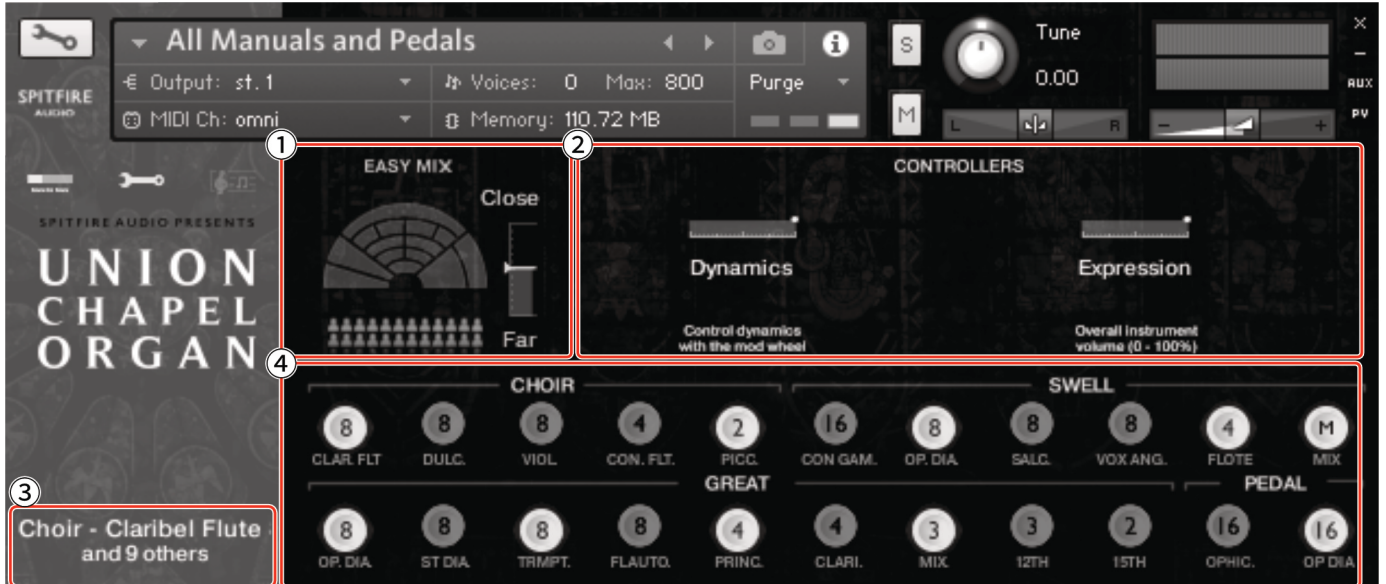 SPITFIRE
AUDIO
All Manuals and Pedals
i
Output: st. 1
Voices: 0 Max: 800
Purge
MIDI Ch: omni
Memory: 110.72 MB
S
M
Tune
0.00
L R
- +
×
-
AUX
PV
SPITFIRE AUDIO PRESENTS
UNION
CHAPEL
ORGAN
1
EASY MIX
Close
Far
2
CONTROLLERS
Dynamics
Control dynamics
with the mod wheel
Expression
Overall instrument
volume (0 - 100%)
3
Choir - Claribel Flute
and 9 others
4
CHOIR SWELL
8 8 8 4 2 16 8 8 8 4 M
CLAR. FLT DULC. VIOL. CON. FLT. PICC. CON GAM. OP. DIA. SALC. VOX ANG. FLOTE MIX
GREAT PEDAL
8 8 8 8 4 4 3 3 2 16 16
OP. DIA. ST DIA. TRMPT. FLAUTO. PRINC. CLARI. MIX. 12TH 15TH OPHIC. OP DIA